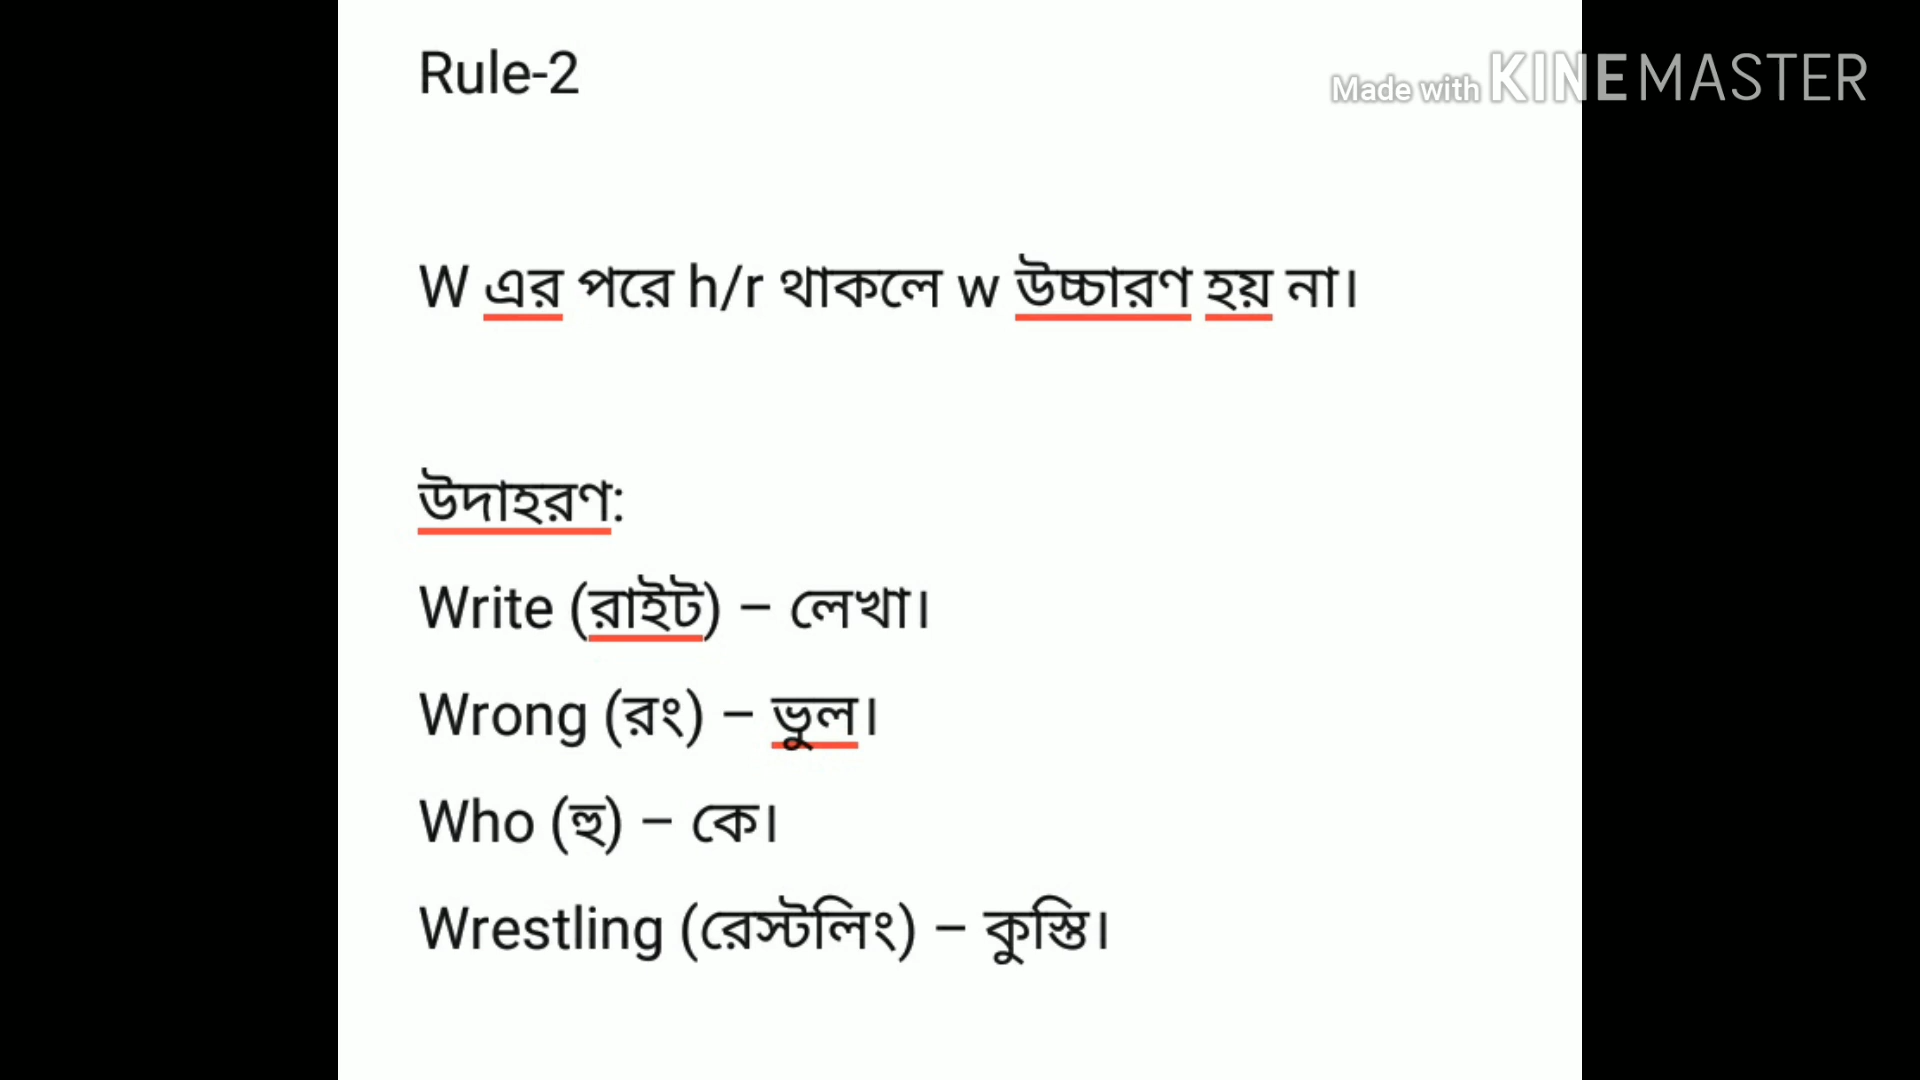 Rule-2
Made with KINEMASTER
W এর পরে h/r থাকলে w উচ্চারণ হয় না।
উদাহরণ:
Write (রাইট) – লেখা।
Wrong (রং) – ভুল।
Who (হু) – কে।
Wrestling (রেস্টলিং) – কুস্তি।